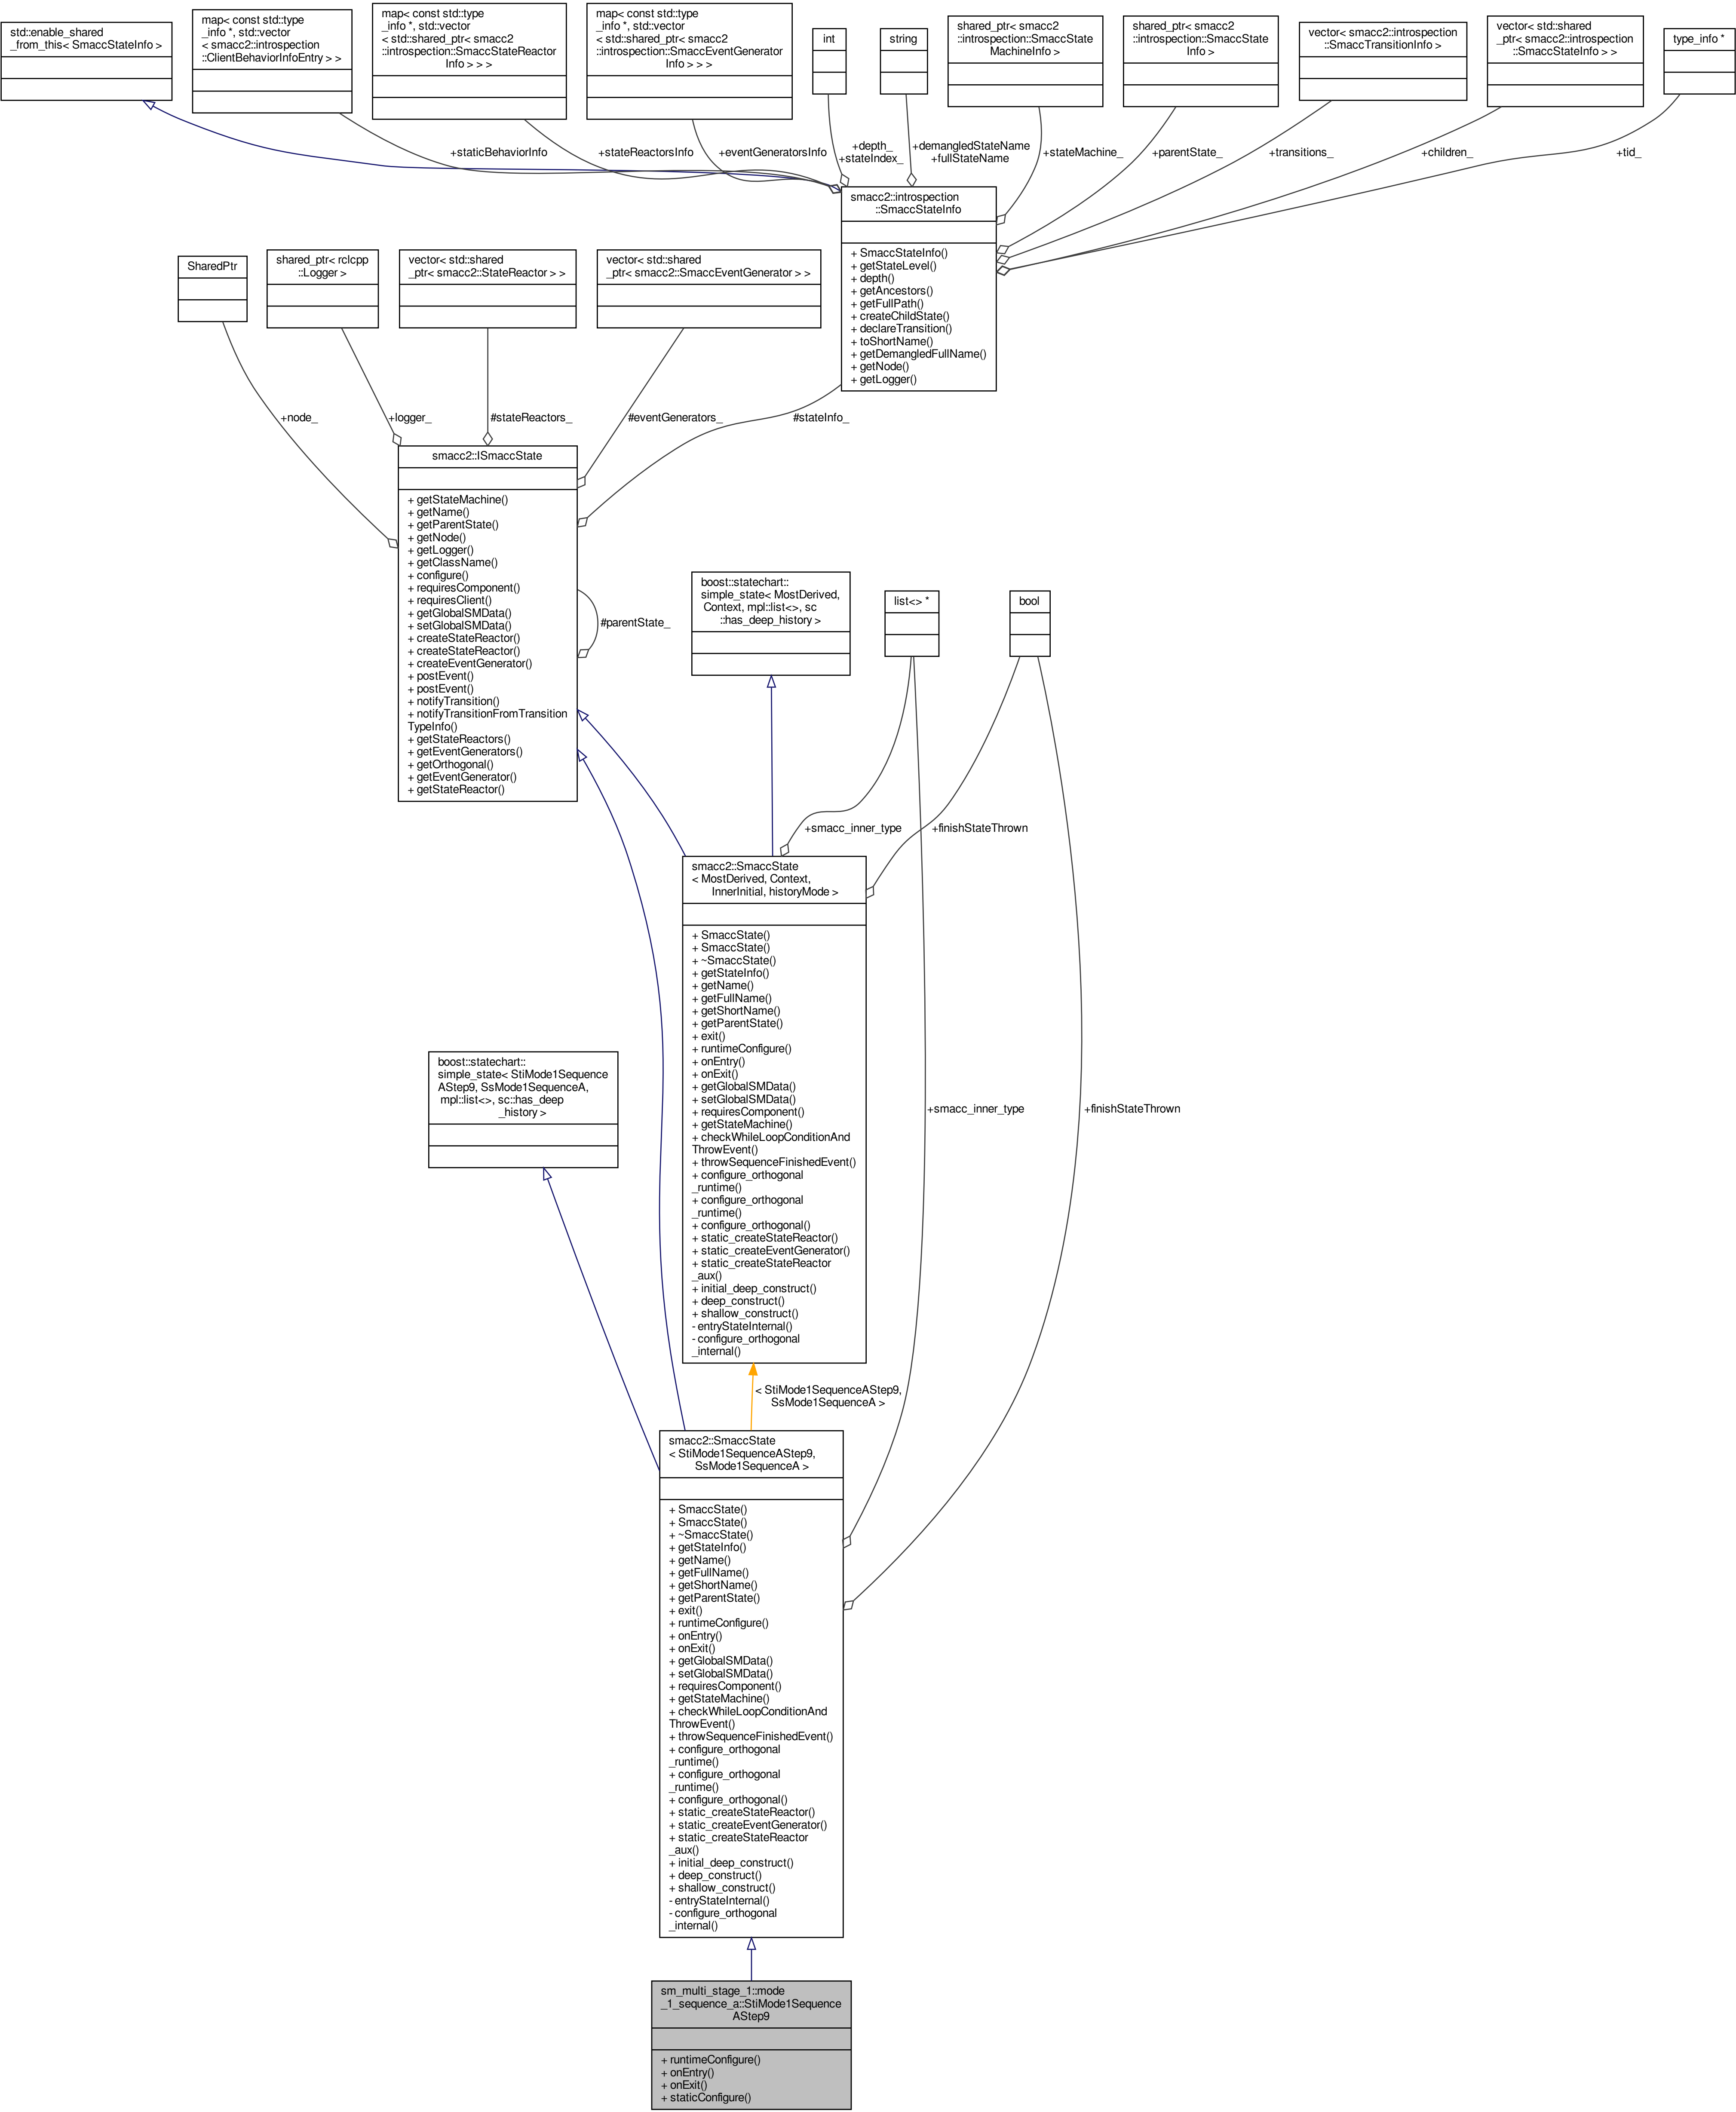 std::enable_shared
_from_this< SmaccStateInfo >
map< const std::type
_info *, std::vector
< smacc2::introspection
::ClientBehaviorInfoEntry > >
map< const std::type
_info *, std::vector
< std::shared_ptr< smacc2
::introspection::SmaccStateReactor
Info > > >
map< const std::type
_info *, std::vector
< std::shared_ptr< smacc2
::introspection::SmaccEventGenerator
Info > > >
int
string
shared_ptr< smacc2
::introspection::SmaccState
MachineInfo >
shared_ptr< smacc2
::introspection::SmaccState
Info >
vector< smacc2::introspection
::SmaccTransitionInfo >
vector< std::shared
_ptr< smacc2::introspection
::SmaccStateInfo > >
type_info *
+staticBehaviorInfo
+stateReactorsInfo
+eventGeneratorsInfo
+depth_
+stateIndex_
+demangledStateName
+fullStateName
+stateMachine_
+parentState_
+transitions_
+children_
+tid_
smacc2::introspection
::SmaccStateInfo
+ SmaccStateInfo()
+ getStateLevel()
+ depth()
+ getAncestors()
+ getFullPath()
+ createChildState()
+ declareTransition()
+ toShortName()
+ getDemangledFullName()
+ getNode()
+ getLogger()
SharedPtr
shared_ptr< rclcpp
::Logger >
vector< std::shared
_ptr< smacc2::StateReactor > >
vector< std::shared
_ptr< smacc2::SmaccEventGenerator > >
+node_
+logger_
#stateReactors_
#eventGenerators_
#stateInfo_
smacc2::ISmaccState
+ getStateMachine()
+ getName()
+ getParentState()
+ getNode()
+ getLogger()
+ getClassName()
+ configure()
+ requiresComponent()
+ requiresClient()
+ getGlobalSMData()
+ setGlobalSMData()
+ createStateReactor()
+ createStateReactor()
+ createEventGenerator()
+ postEvent()
+ postEvent()
+ notifyTransition()
+ notifyTransitionFromTransition
TypeInfo()
+ getStateReactors()
+ getEventGenerators()
+ getOrthogonal()
+ getEventGenerator()
+ getStateReactor()
#parentState_
boost::statechart::
simple_state< MostDerived,
Context, mpl::list<>, sc
::has_deep_history >
list<> *
bool
+smacc_inner_type
+finishStateThrown
smacc2::SmaccState
< MostDerived, Context,
InnerInitial, historyMode >
+ SmaccState()
+ SmaccState()
+ ~SmaccState()
+ getStateInfo()
+ getName()
+ getFullName()
+ getShortName()
+ getParentState()
+ exit()
+ runtimeConfigure()
+ onEntry()
+ onExit()
+ getGlobalSMData()
+ setGlobalSMData()
+ requiresComponent()
+ getStateMachine()
+ checkWhileLoopConditionAnd
ThrowEvent()
+ throwSequenceFinishedEvent()
+ configure_orthogonal
_runtime()
+ configure_orthogonal
_runtime()
+ configure_orthogonal()
+ static_createStateReactor()
+ static_createEventGenerator()
+ static_createStateReactor
_aux()
+ initial_deep_construct()
+ deep_construct()
+ shallow_construct()
- entryStateInternal()
- configure_orthogonal
_internal()
boost::statechart::
simple_state< StiMode1Sequence
AStep9, SsMode1SequenceA,
mpl::list<>, sc::has_deep
_history >
+smacc_inner_type
+finishStateThrown
< StiMode1SequenceAStep9,
SsMode1SequenceA >
smacc2::SmaccState
< StiMode1SequenceAStep9,
SsMode1SequenceA >
+ SmaccState()
+ SmaccState()
+ ~SmaccState()
+ getStateInfo()
+ getName()
+ getFullName()
+ getShortName()
+ getParentState()
+ exit()
+ runtimeConfigure()
+ onEntry()
+ onExit()
+ getGlobalSMData()
+ setGlobalSMData()
+ requiresComponent()
+ getStateMachine()
+ checkWhileLoopConditionAnd
ThrowEvent()
+ throwSequenceFinishedEvent()
+ configure_orthogonal
_runtime()
+ configure_orthogonal
_runtime()
+ configure_orthogonal()
+ static_createStateReactor()
+ static_createEventGenerator()
+ static_createStateReactor
_aux()
+ initial_deep_construct()
+ deep_construct()
+ shallow_construct()
- entryStateInternal()
- configure_orthogonal
_internal()
sm_multi_stage_1::mode
_1_sequence_a::StiMode1Sequence
AStep9
+ runtimeConfigure()
+ onEntry()
+ onExit()
+ staticConfigure()